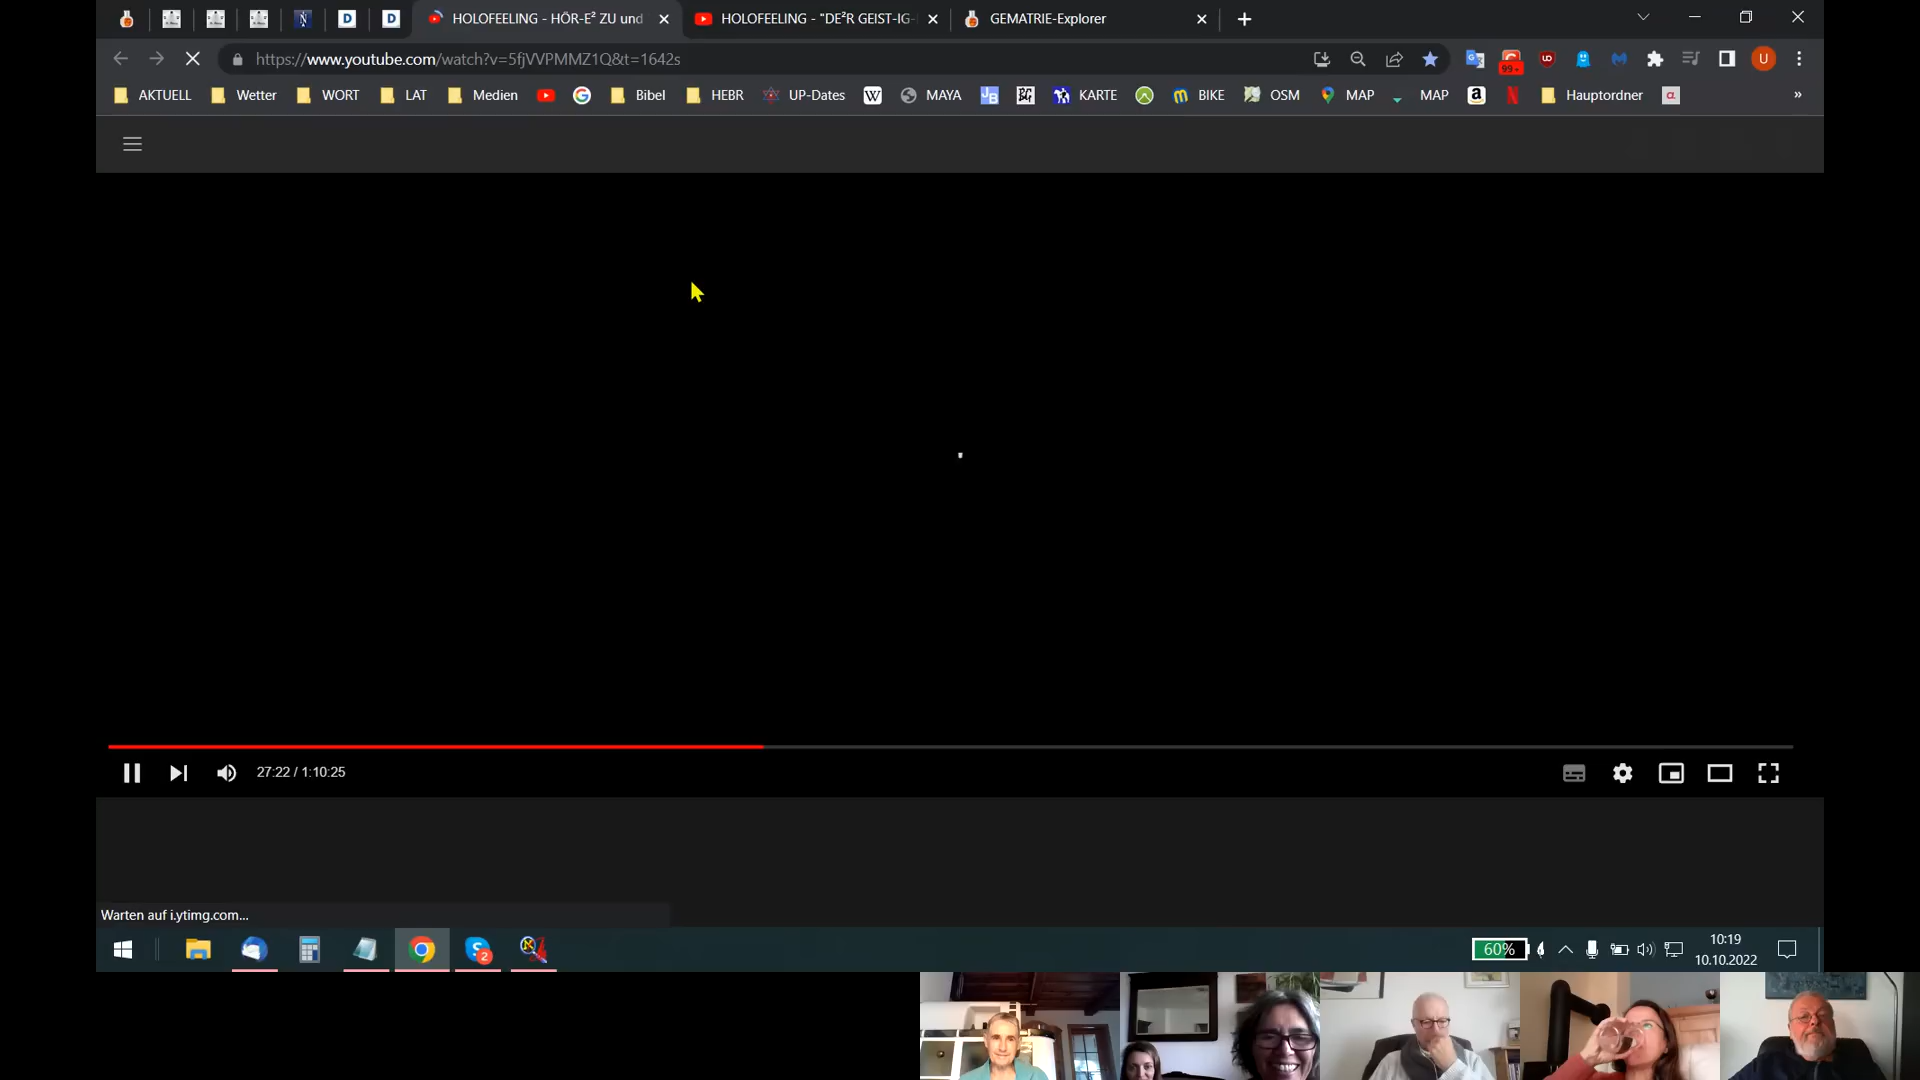 HOLOFEELING - HÖR-E² ZU und
HOLOFEELING - "DE²R GEIST-IG-
GEMATRIE-Explorer
https://www.youtube.com/watch?v=5fjVVPMMZ1Q&t=1642s
99+
U
AKTUELL Wetter WORT LAT Medien Bibel HEBR UP-Dates MAYA KARTE BIKE OSM MAP MAP Hauptordner »
27:22 / 1:10:25
Warten auf i.ytimg.com...
2
60%
10:19
10.10.2022